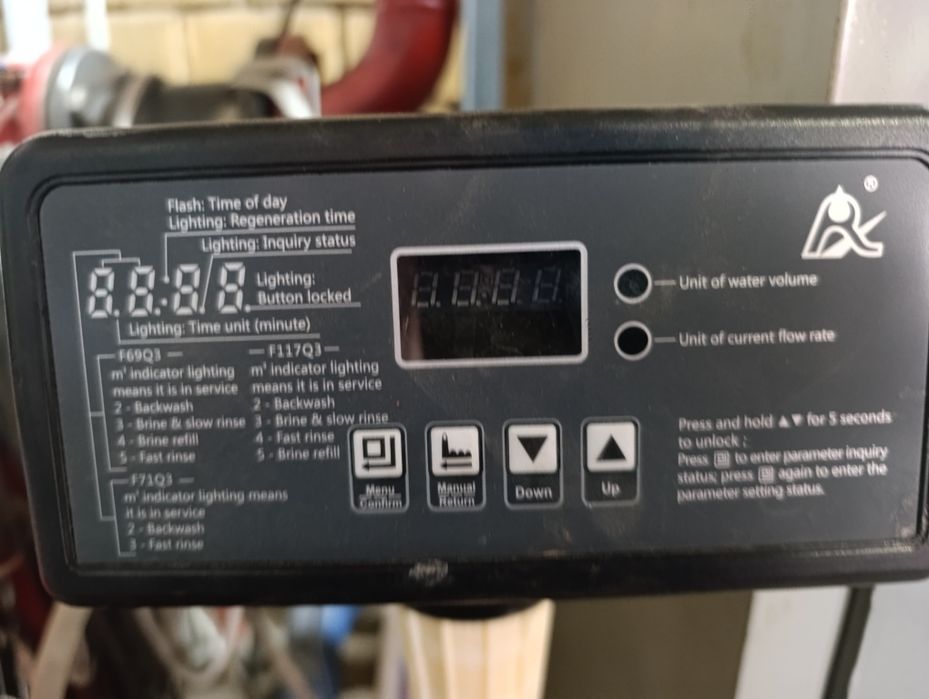 Flash: Time of day
Lighting: Regeneration time
Lighting: Inquiry status
8.8:8/8.
Lighting:
Button locked
Lighting: Time unit (minute)
F69Q3
m³ indicator lighting
means it is in service
2 - Backwash
3 - Brine & slow rinse
4 - Brine refill
5 - Fast rinse
F117Q3
m³ indicator lighting
means it is in service
2 - Backwash
3 - Brine & slow rinse
4 - Fast rinse
5 - Brine refill
F71Q3
m³ indicator lighting means
it is in service
2 - Backwash
3 - Fast rinse
Menu
Confirm
Manual
Return
Down
Up
®
Unit of water volume
Unit of current flow rate
Press and hold ▲▼ for 5 seconds
to unlock ;
Press to enter parameter inquiry
status, press again to enter the
parameter setting status.